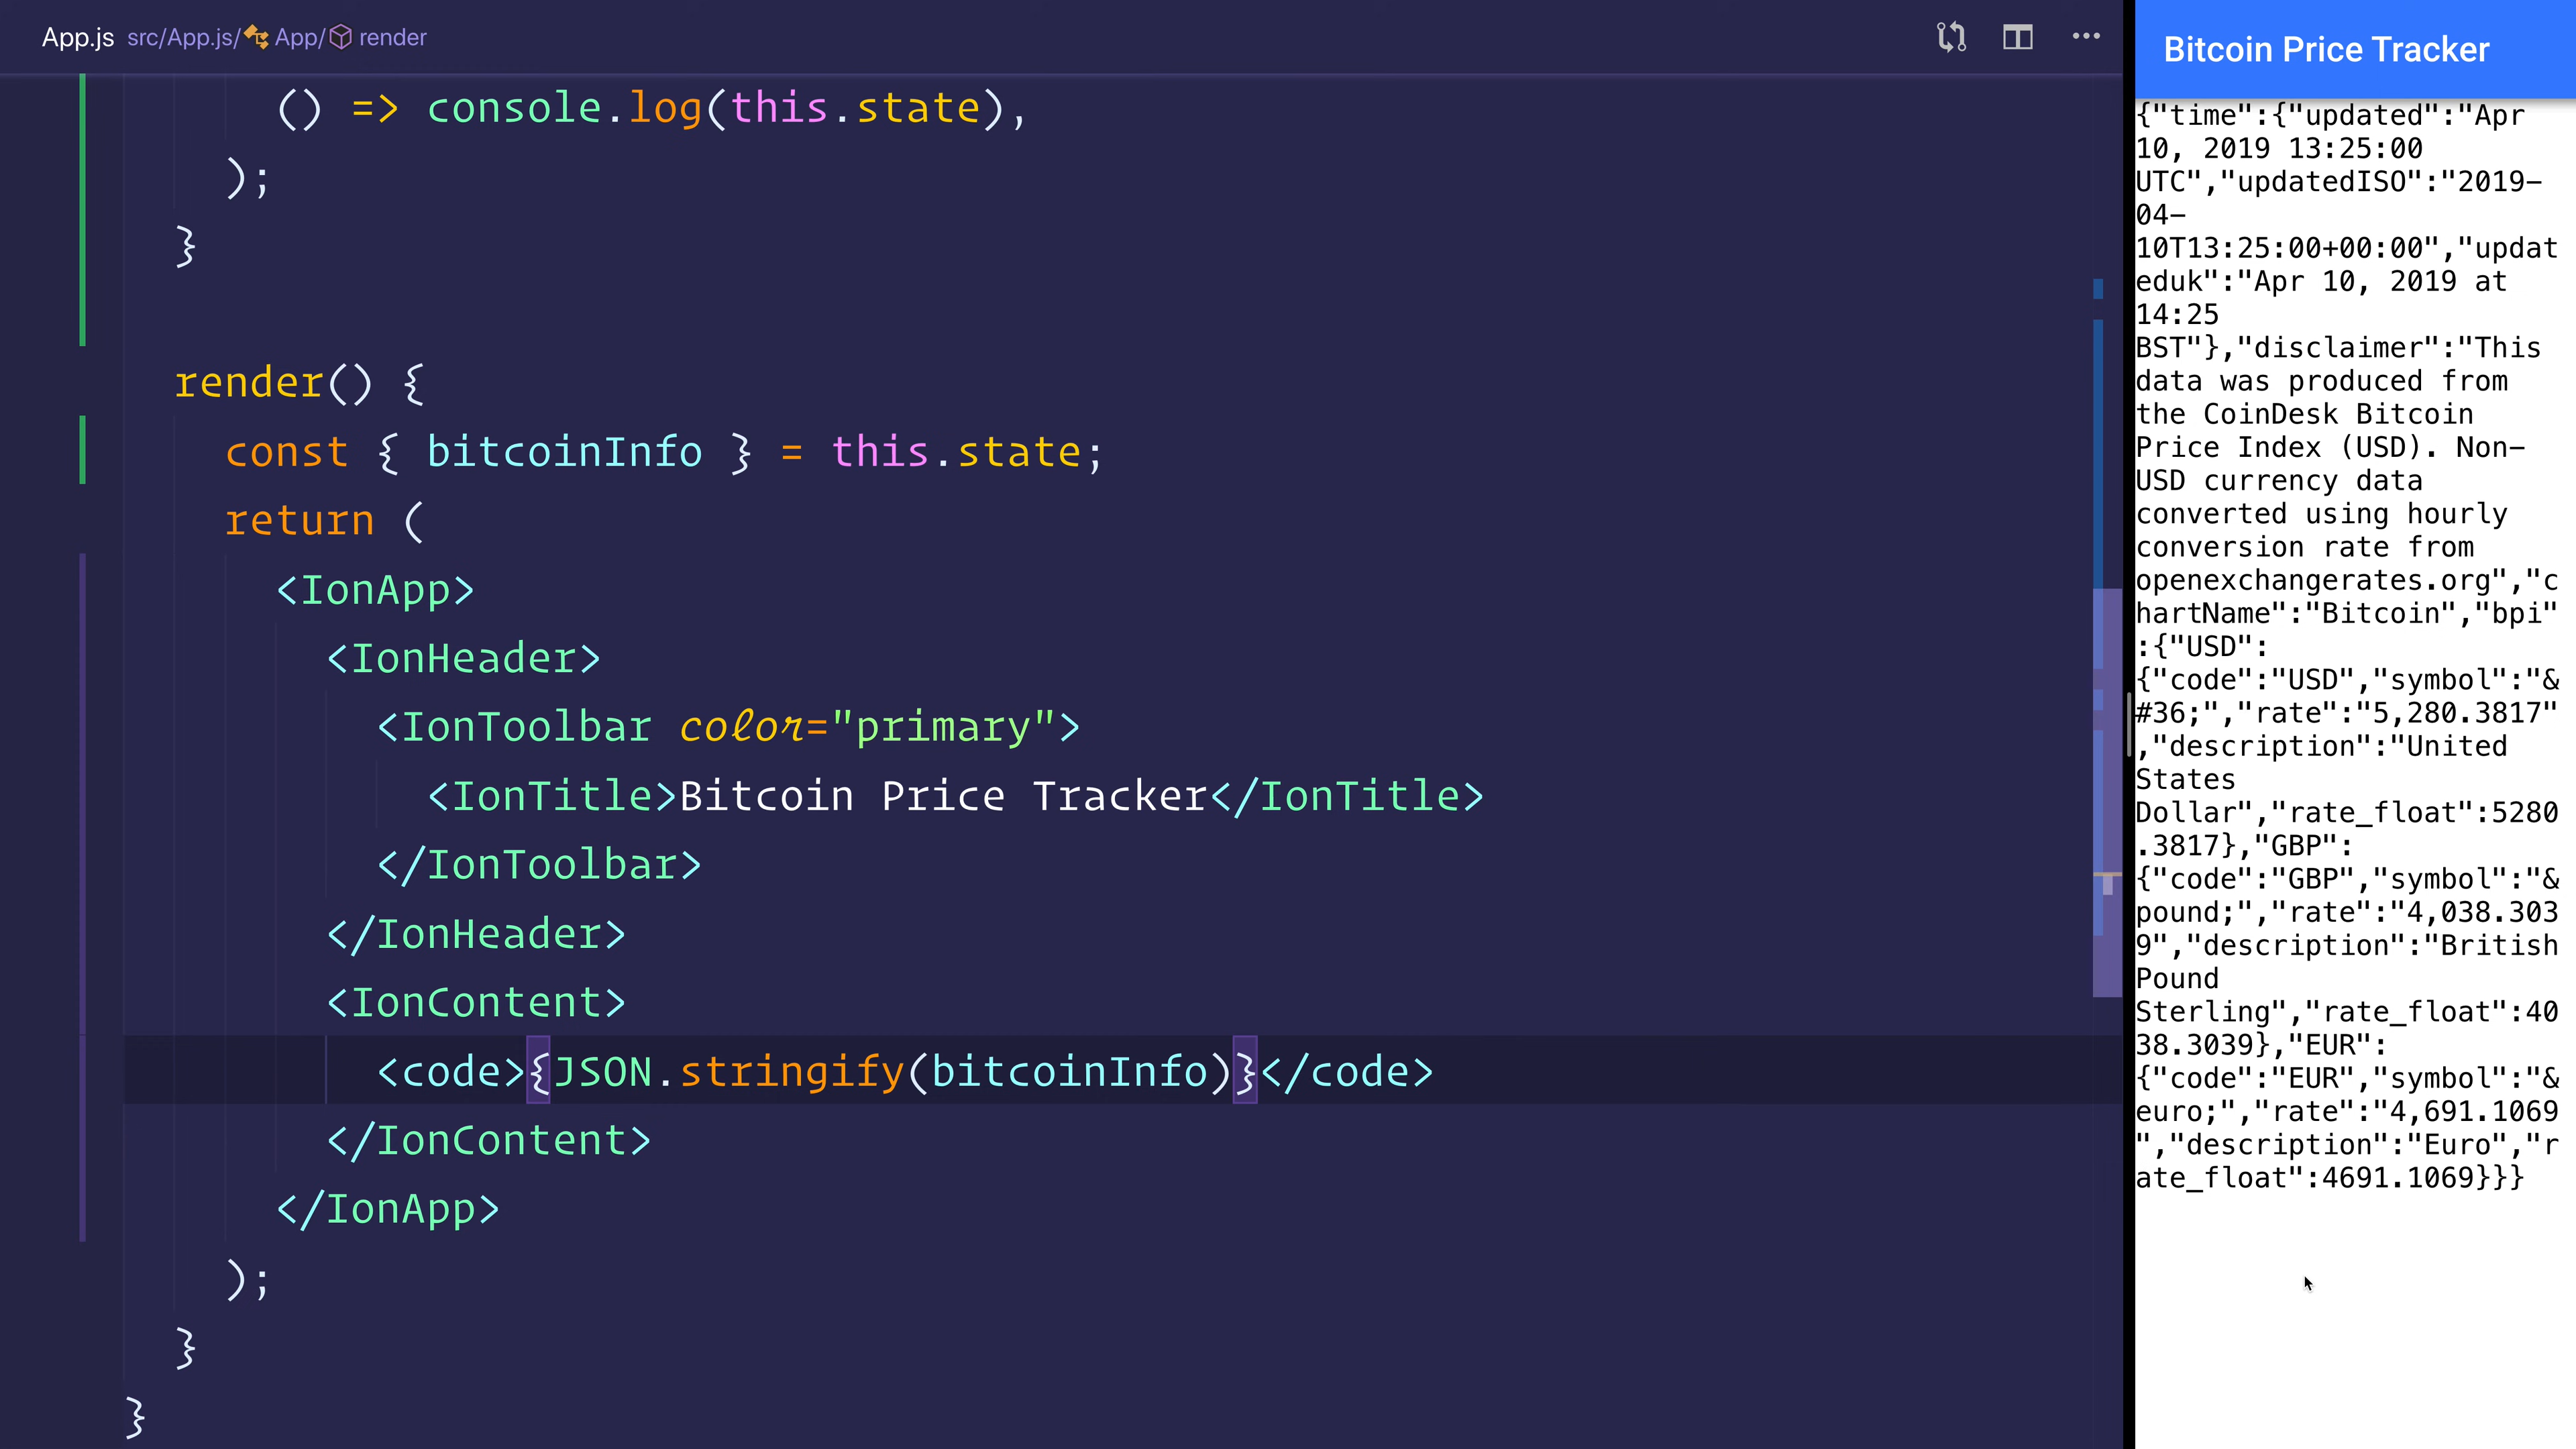 App.js src/App.js/ App/ render
() => console.log(this.state),
);
}
render() {
const { bitcoinInfo } = this.state;
return (
<IonApp>
<IonHeader>
<IonToolbar color="primary">
<IonTitle>Bitcoin Price Tracker</IonTitle>
</IonToolbar>
</IonHeader>
<IonContent>
<code>{JSON.stringify(bitcoinInfo)}</code>
</IonContent>
</IonApp>
);
}
}
Bitcoin Price Tracker
{"time":{"updated":"Apr
10, 2019 13:25:00
UTC","updatedISO":"2019-
04-
10T13:25:00+00:00","updat
eduk":"Apr 10, 2019 at
14:25
BST"},"disclaimer":"This
data was produced from
the CoinDesk Bitcoin
Price Index (USD). Non-
USD currency data
converted using hourly
conversion rate from
openexchangerates.org","c
hartName":"Bitcoin","bpi"
:{"USD":
{"code":"USD","symbol":"&
#36;","rate":"5,280.3817"
,"description":"United
States
Dollar","rate_float":5280
.3817},"GBP":
{"code":"GBP","symbol":"&
pound;","rate":"4,038.303
9","description":"British
Pound
Sterling","rate_float":40
38.3039},"EUR":
{"code":"EUR","symbol":"&
euro;","rate":"4,691.1069
","description":"Euro","r
ate_float":4691.1069}}}